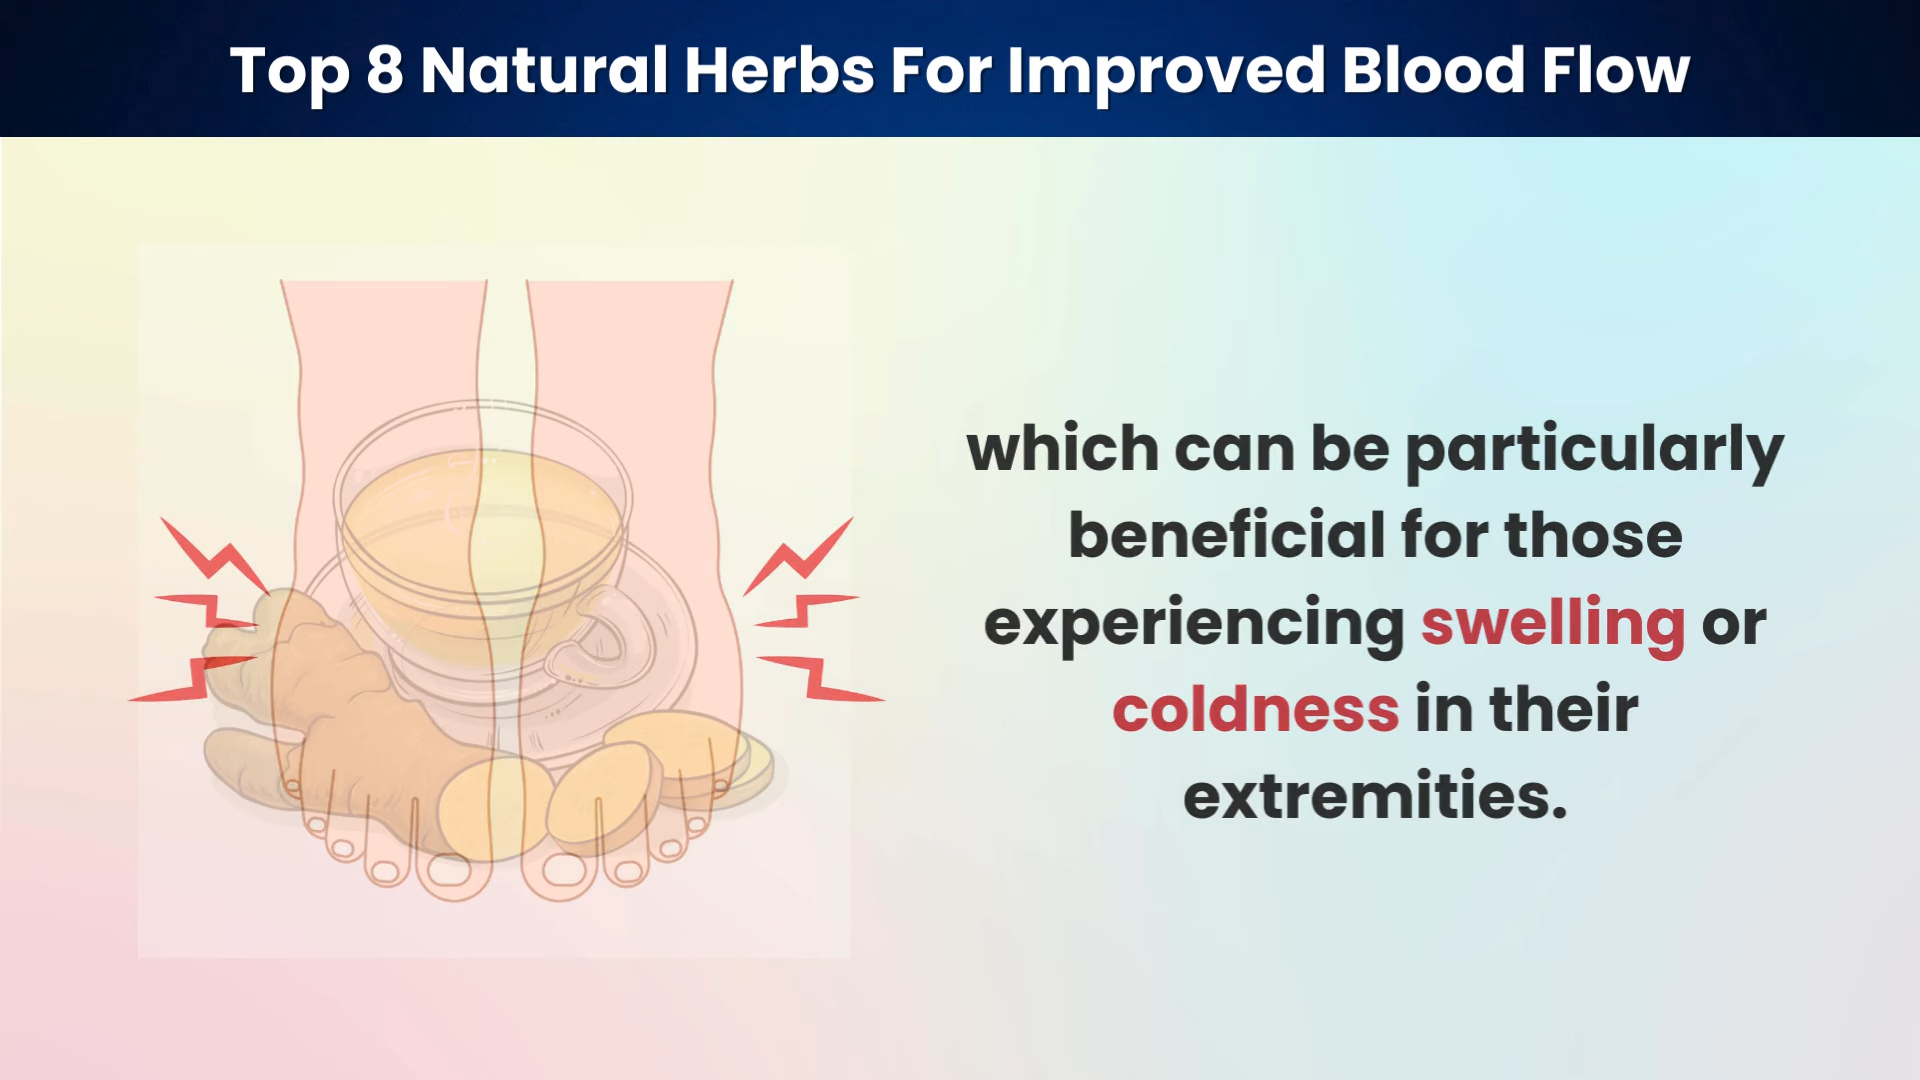 Top 8 Natural Herbs For Improved Blood Flow
which can be particularly
beneficial for those
experiencing swelling or
coldness in their
extremities.